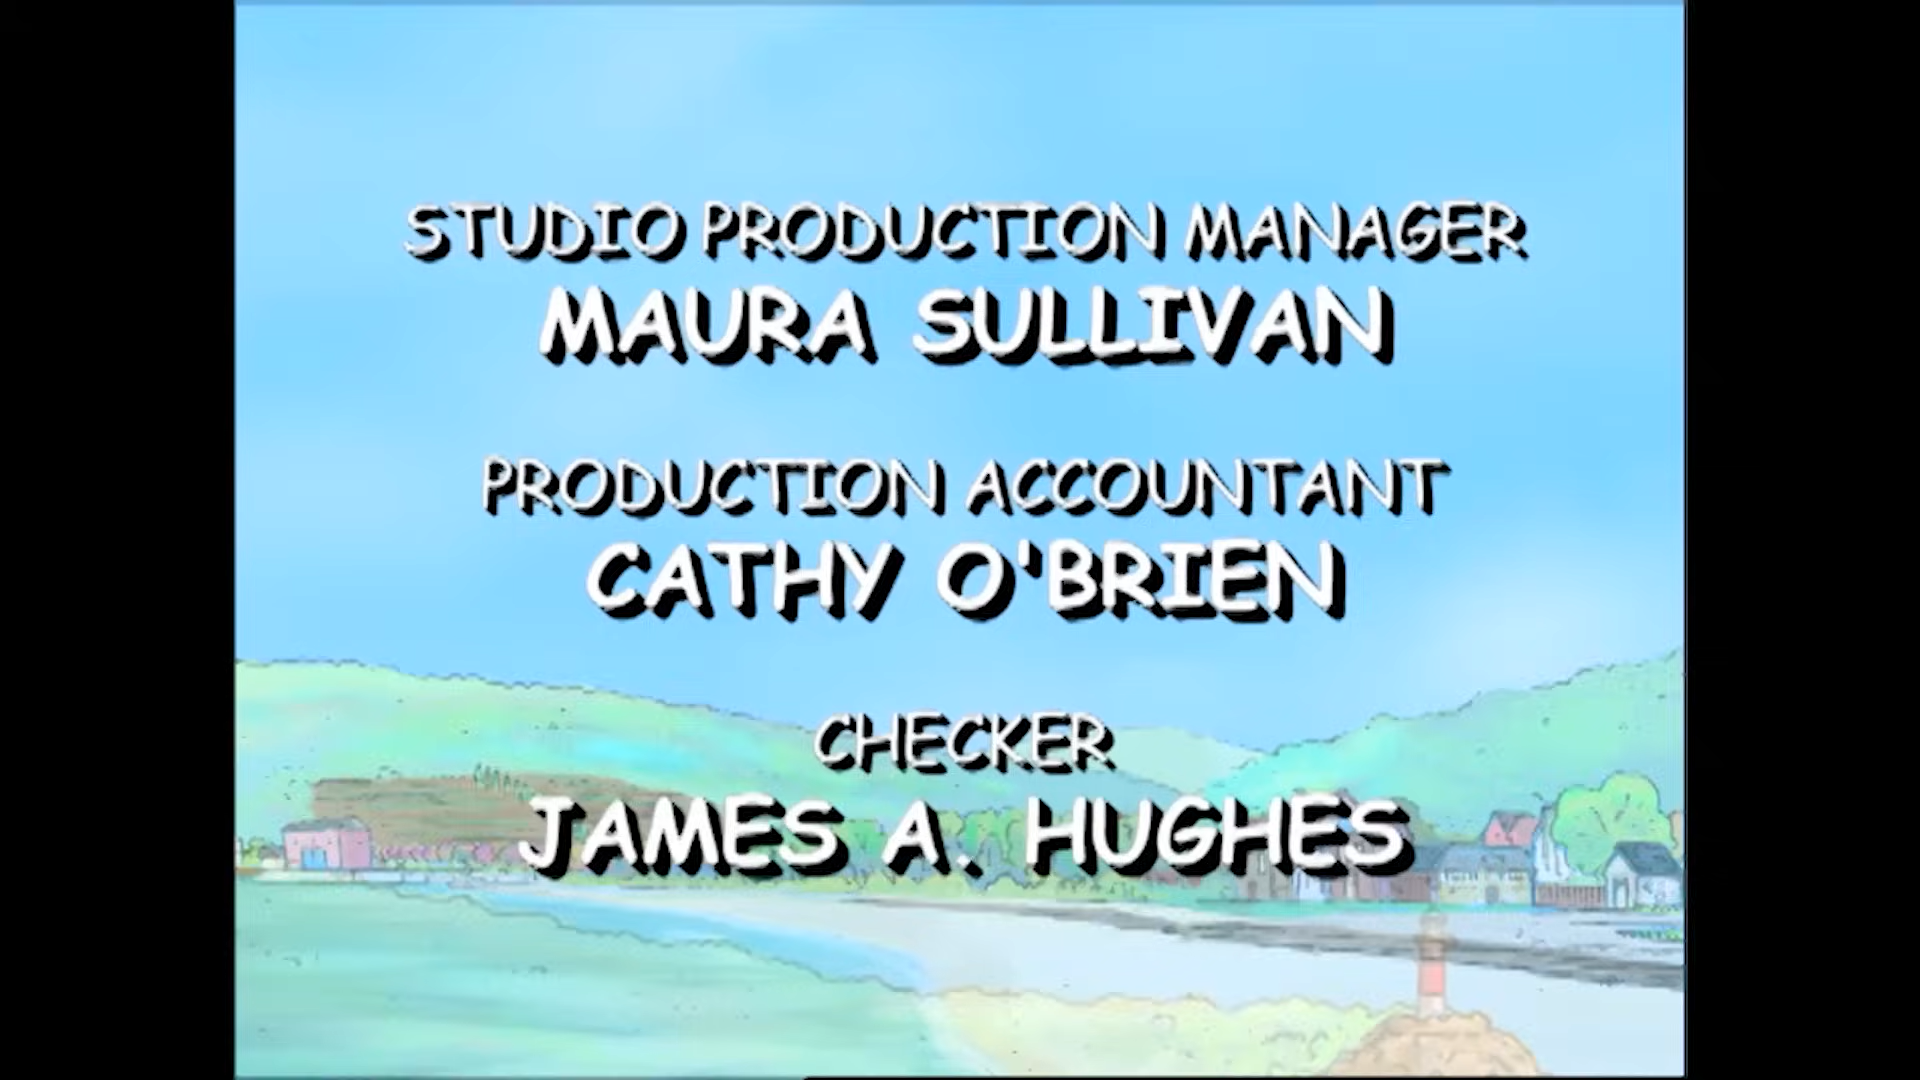 STUDIO PRODUCTION MANAGER
MAURA SULLIVAN
PRODUCTION ACCOUNTANT
CATHY O'BRIEN
CHECKER
JAMES A. HUGHES